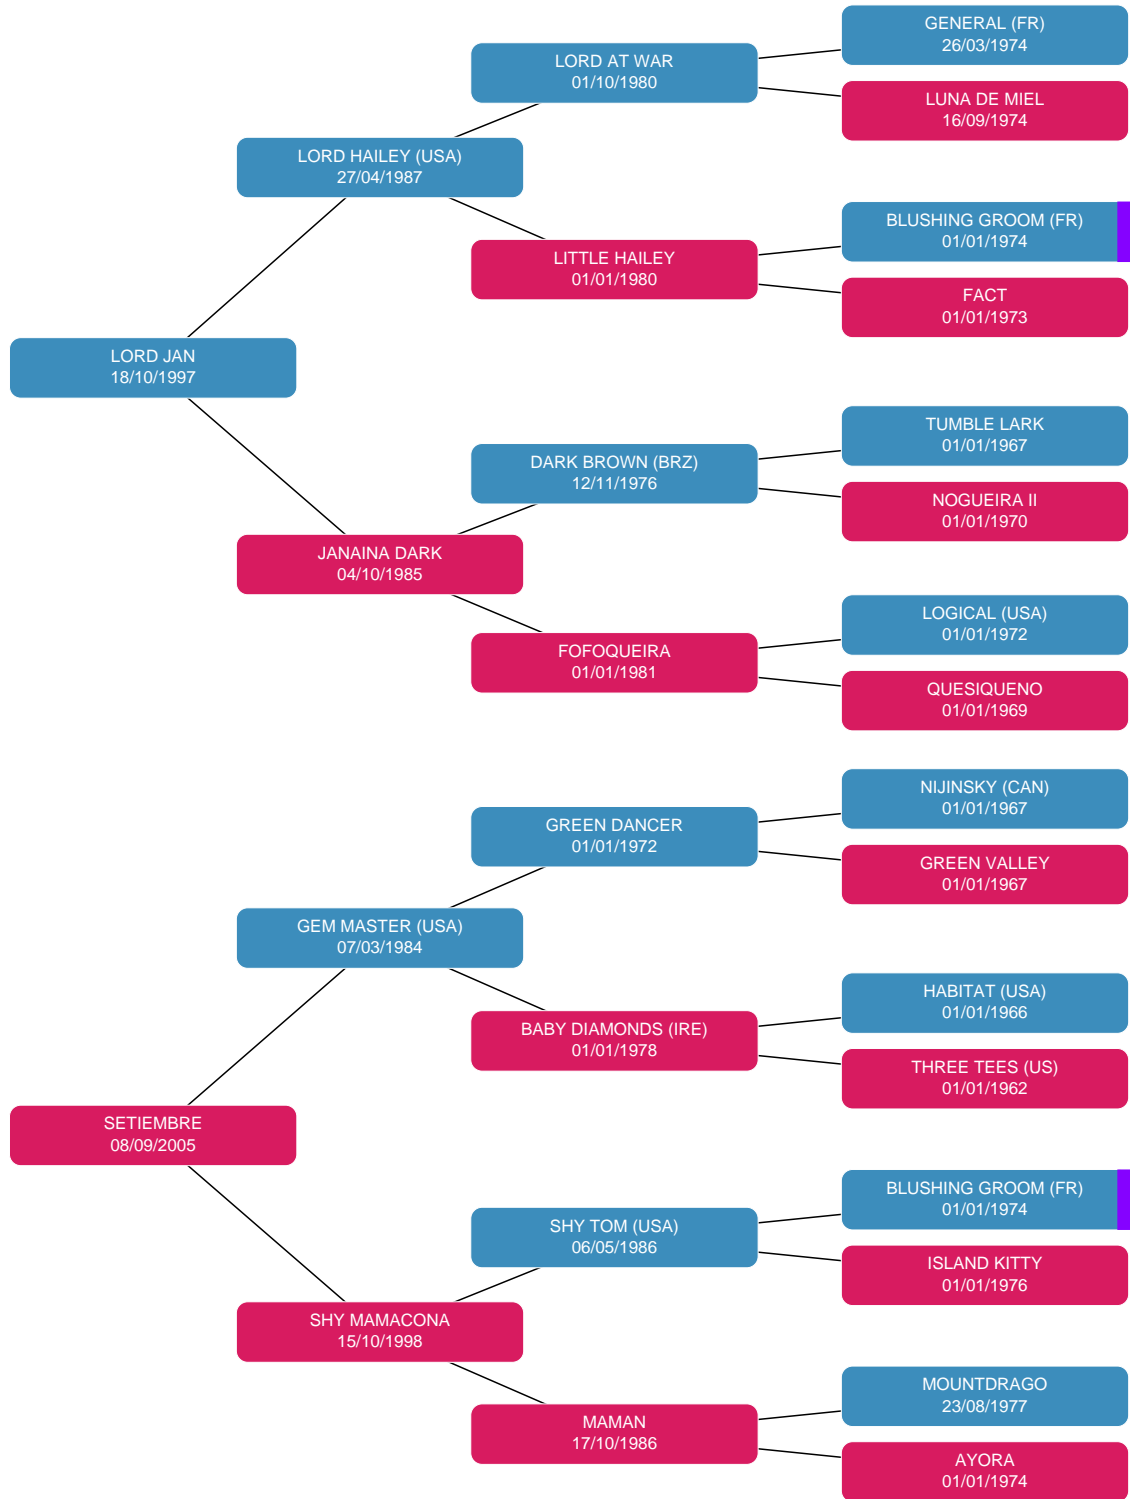 GENERAL (FR)
26/03/1974
LORD AT WAR
01/10/1980
LUNA DE MIEL
16/09/1974
LORD HAILEY (USA)
27/04/1987
BLUSHING GROOM (FR)
01/01/1974
LITTLE HAILEY
01/01/1980
FACT
01/01/1973
LORD JAN
18/10/1997
TUMBLE LARK
01/01/1967
DARK BROWN (BRZ)
12/11/1976
NOGUEIRA II
01/01/1970
JANAINA DARK
04/10/1985
LOGICAL (USA)
01/01/1972
FOFOQUEIRA
01/01/1981
QUESIQUENO
01/01/1969
NIJINSKY (CAN)
01/01/1967
GREEN DANCER
01/01/1972
GREEN VALLEY
01/01/1967
GEM MASTER (USA)
07/03/1984
HABITAT (USA)
01/01/1966
BABY DIAMONDS (IRE)
01/01/1978
THREE TEES (US)
01/01/1962
SETIEMBRE
08/09/2005
BLUSHING GROOM (FR)
01/01/1974
SHY TOM (USA)
06/05/1986
ISLAND KITTY
01/01/1976
SHY MAMACONA
15/10/1998
MOUNTDRAGO
23/08/1977
MAMAN
17/10/1986
AYORA
01/01/1974